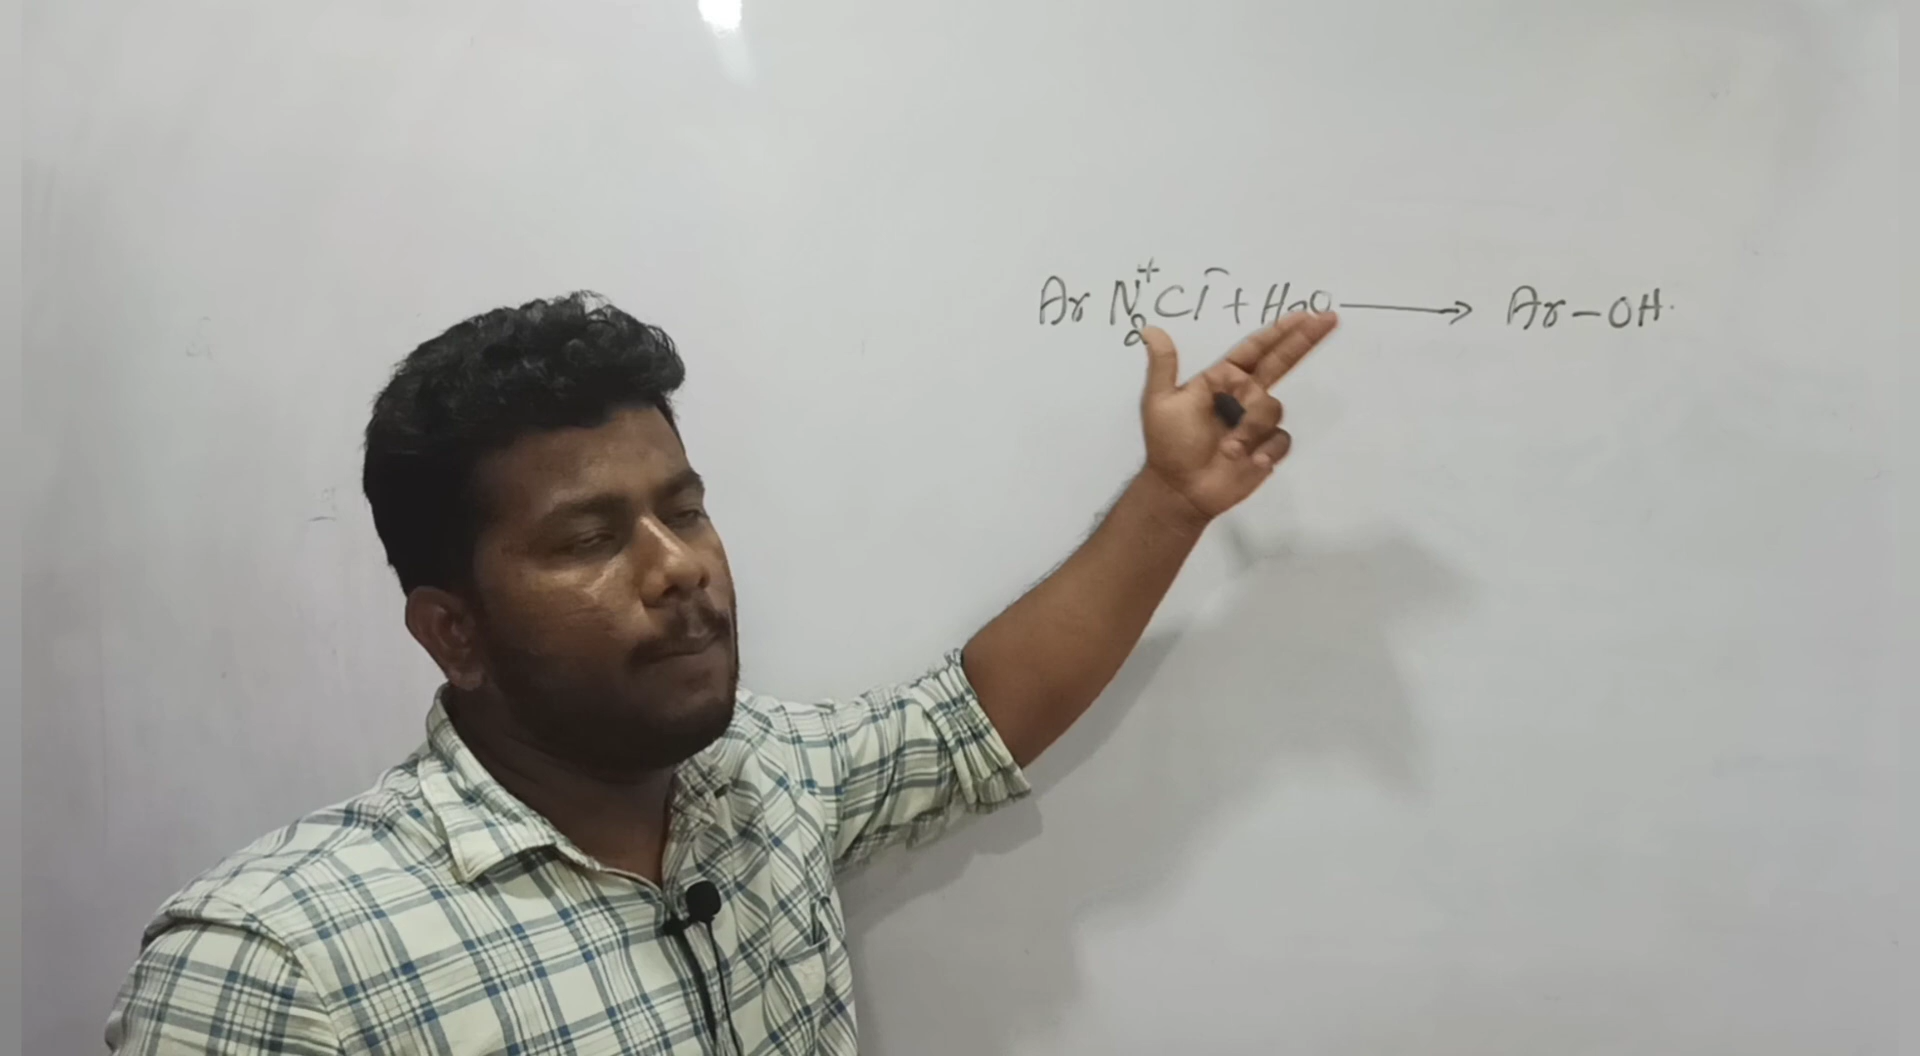 Ar N₂⁺Cl⁻ + H₂O ⟶ Ar – OH.